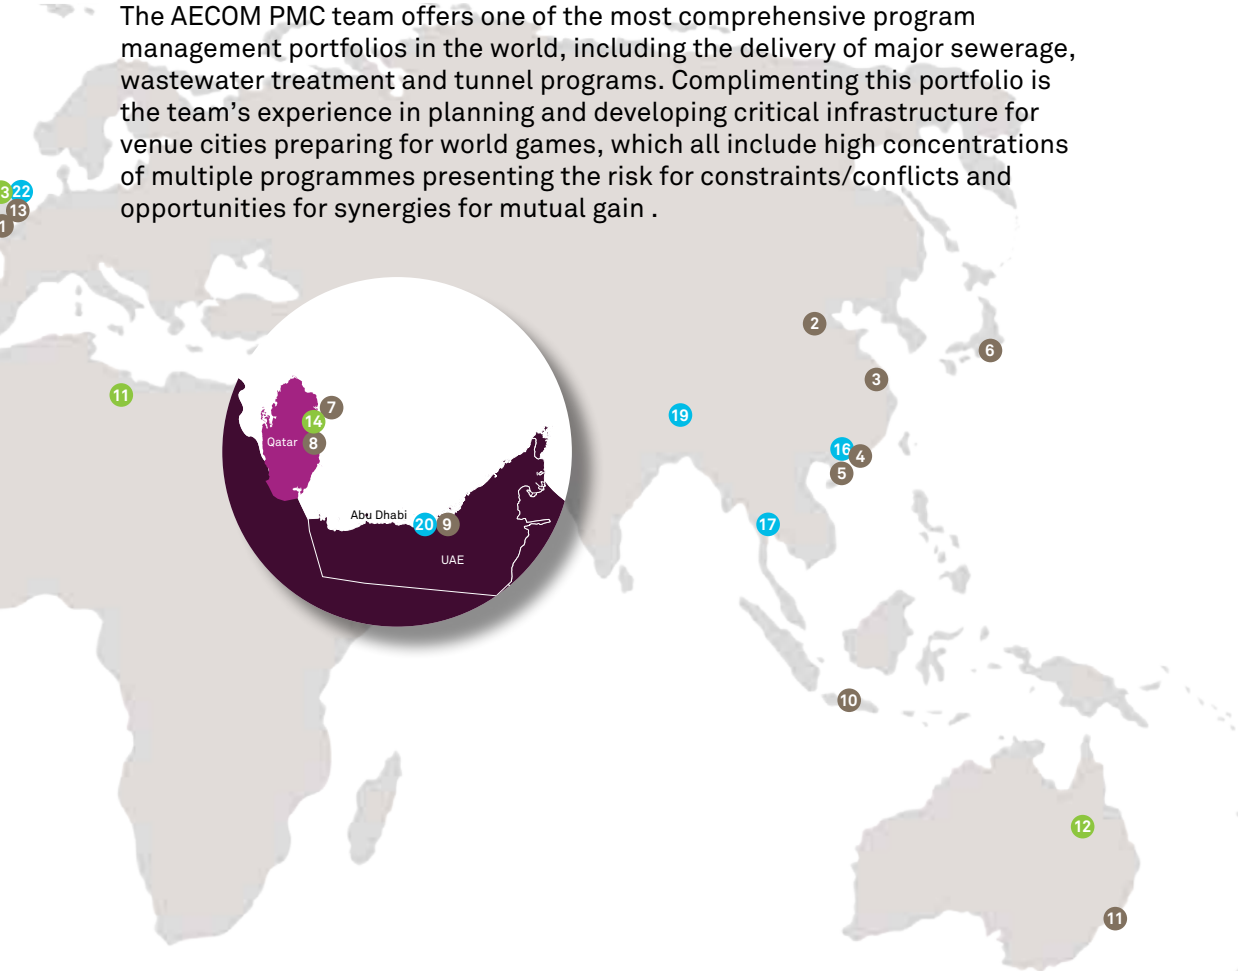 The AECOM PMC team offers one of the most comprehensive program
management portfolios in the world, including the delivery of major sewerage,
wastewater treatment and tunnel programs. Complimenting this portfolio is
the team's experience in planning and developing critical infrastructure for
venue cities preparing for world games, which all include high concentrations
of multiple programmes presenting the risk for constraints/conflicts and
opportunities for synergies for mutual gain .
3 22
13
1
2
6
3
11
7
14
Qatar 8
19
16 4
5
Abu Dhabi 20 9
17
UAE
10
12
11